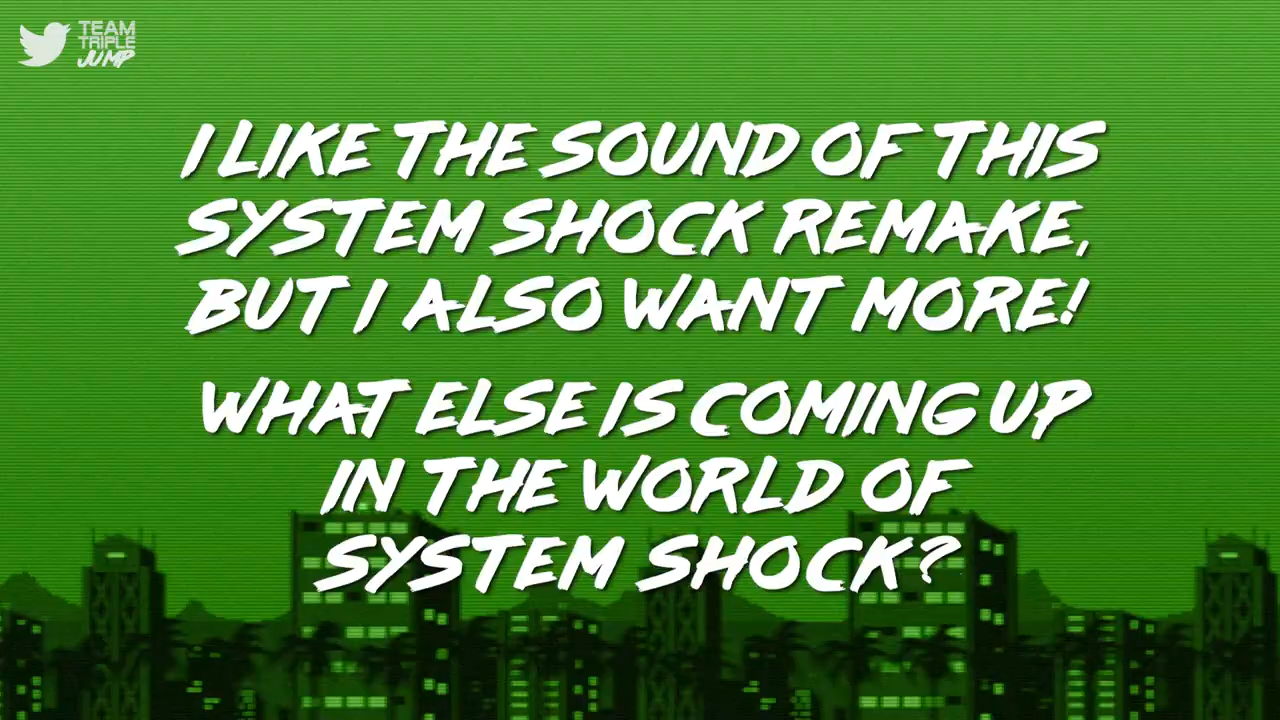 TEAM
TRIPLE
JUMP
I LIKE THE SOUND OF THIS
SYSTEM SHOCK REMAKE,
BUT I ALSO WANT MORE!
WHAT ELSE IS COMING UP
IN THE WORLD OF
SYSTEM SHOCK?